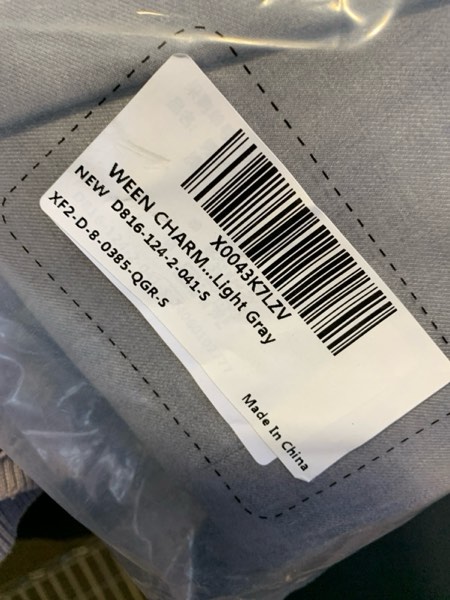 X0043K7LZV
WEEN CHARM...Light Gray
NEW D816-124-2-041-S
XF2-D-8-0385-QGR-S
Made In China